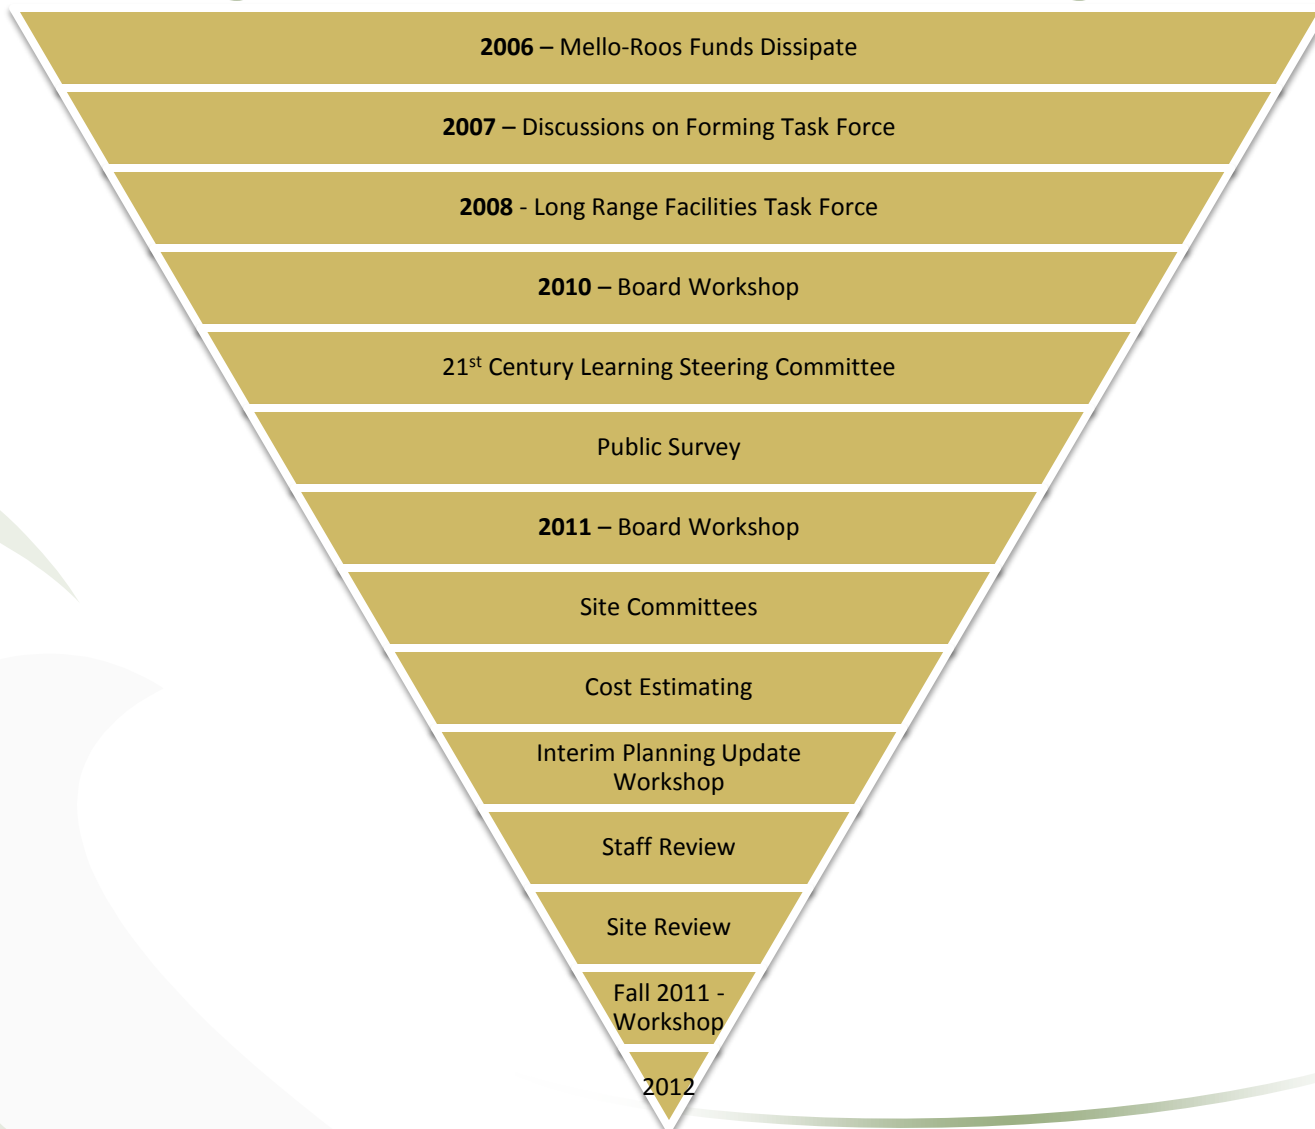 2006 – Mello-Roos Funds Dissipate
2007 – Discussions on Forming Task Force
2008 - Long Range Facilities Task Force
2010 – Board Workshop
21st Century Learning Steering Committee
Public Survey
2011 – Board Workshop
Site Committees
Cost Estimating
Interim Planning Update
Workshop
Staff Review
Site Review
Fall 2011 -
Workshop
2012